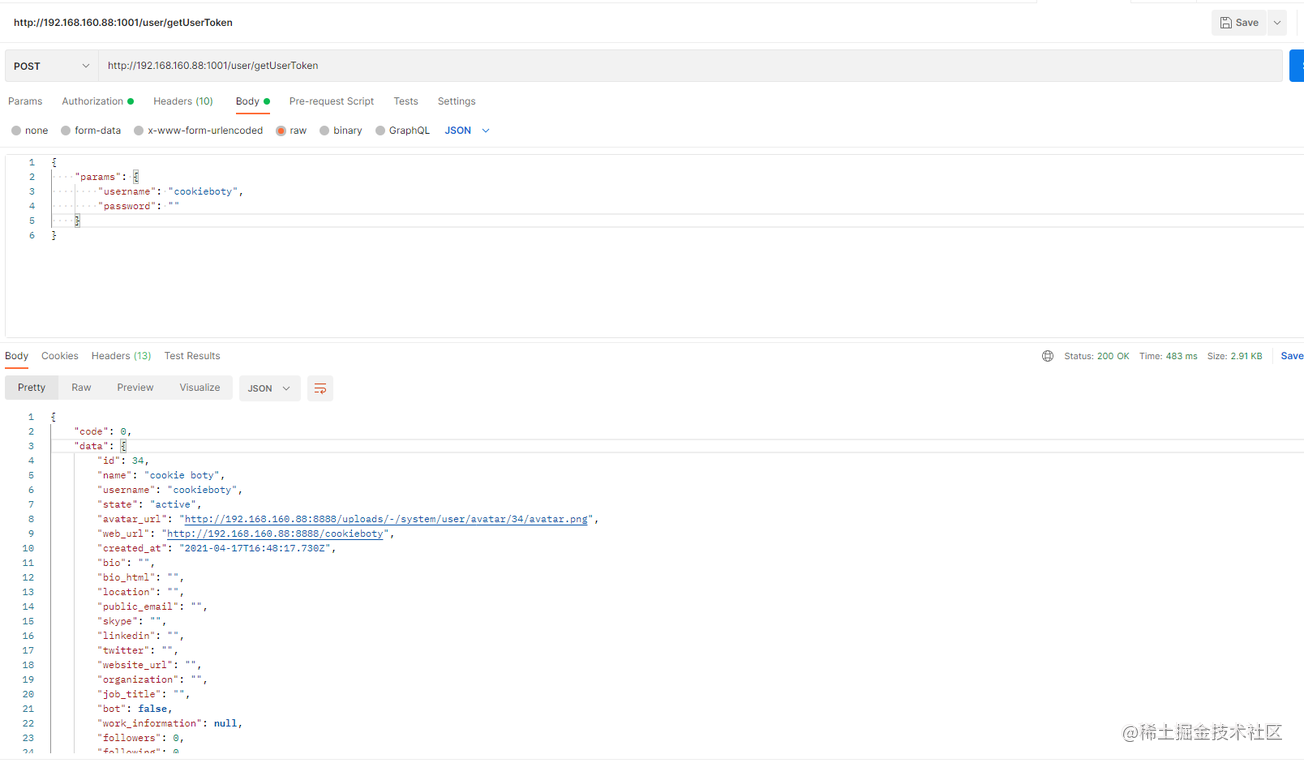 http://192.168.160.88:1001/user/getUserToken
Save
POST
http://192.168.160.88:1001/user/getUserToken
Params Authorization Headers (10) Body Pre-request Script Tests Settings
none form-data x-www-form-urlencoded raw binary GraphQL JSON
1 {
2 "params": {
3 "username": "cookieboty",
4 "password": ""
5 }
6 }
Body Cookies Headers (13) Test Results Status: 200 OK Time: 483 ms Size: 2.91 KB Save
Pretty Raw Preview Visualize JSON
1 {
2 "code": 0,
3 "data": {
4 "id": 34,
5 "name": "cookie boty",
6 "username": "cookieboty",
7 "state": "active",
8 "avatar_url": "http://192.168.160.88:8888/uploads/-/system/user/avatar/34/avatar.png",
9 "web_url": "http://192.168.160.88:8888/cookieboty",
10 "created_at": "2021-04-17T16:48:17.730Z",
11 "bio": "",
12 "bio_html": "",
13 "location": "",
14 "public_email": "",
15 "skype": "",
16 "linkedin": "",
17 "twitter": "",
18 "website_url": "",
19 "organization": "",
20 "job_title": "",
21 "bot": false,
22 "work_information": null,
23 "followers": 0,
24 "following": 0
@稀土掘金技术社区